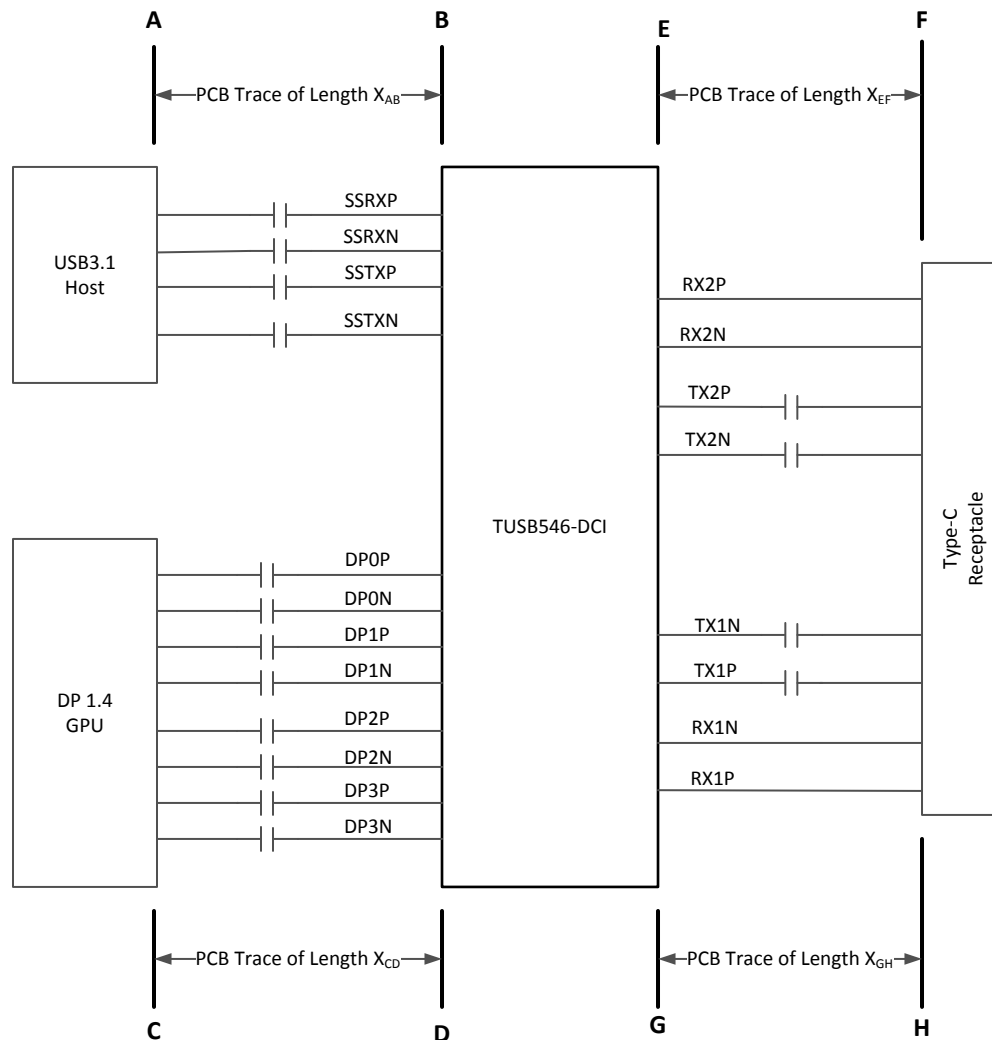 A
B
E
F
PCB Trace of Length XAB
PCB Trace of Length XEF
USB3.1
Host
SSRXP
SSRXN
SSTXP
SSTXN
RX2P
RX2N
TX2P
TX2N
TUSB546-DCI
Type-C
Receptacle
DP 1.4
GPU
DP0P
DP0N
DP1P
DP1N
DP2P
DP2N
DP3P
DP3N
TX1N
TX1P
RX1N
RX1P
PCB Trace of Length XCD
PCB Trace of Length XGH
C
D
G
H